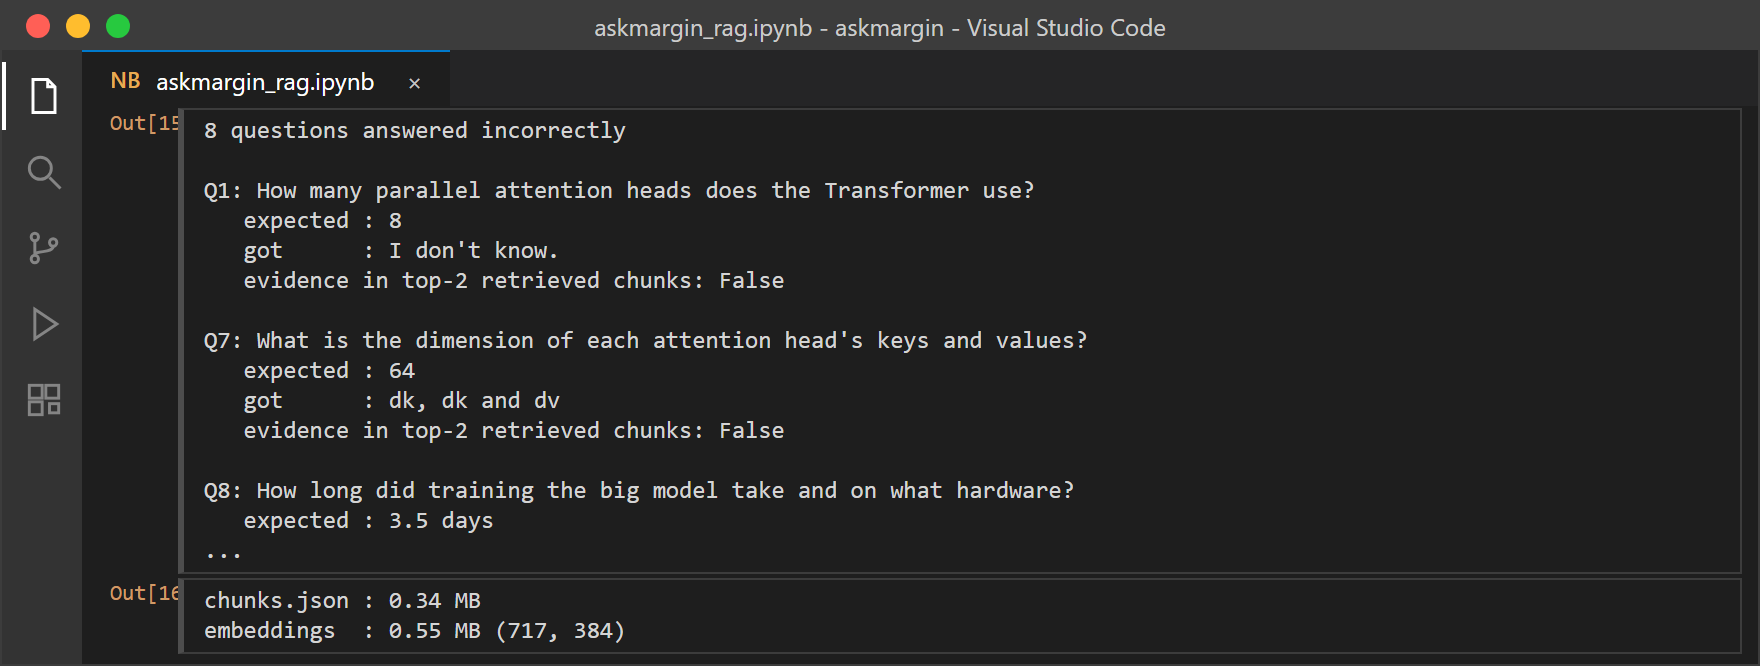 askmargin_rag.ipynb - askmargin - Visual Studio Code
NB askmargin_rag.ipynb ×
Out[15
8 questions answered incorrectly
Q1: How many parallel attention heads does the Transformer use?
expected : 8
got : I don't know.
evidence in top-2 retrieved chunks: False
Q7: What is the dimension of each attention head's keys and values?
expected : 64
got : dk, dk and dv
evidence in top-2 retrieved chunks: False
Q8: How long did training the big model take and on what hardware?
expected : 3.5 days
...
Out[16
chunks.json : 0.34 MB
embeddings : 0.55 MB (717, 384)